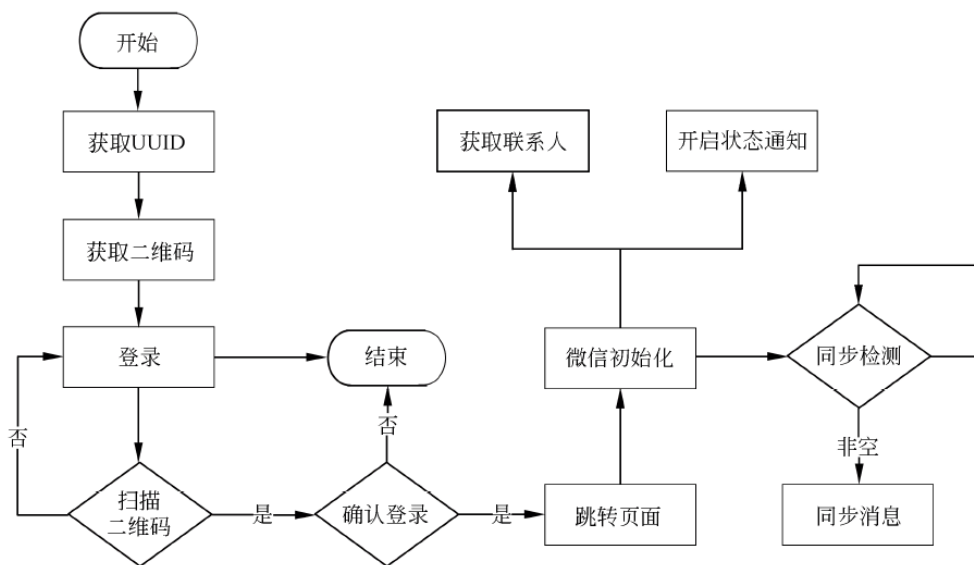 开始
获取UUID
获取二维码
登录
结束
否
否
扫描
二维码
是
确认登录
是
跳转页面
微信初始化
获取联系人
开启状态通知
同步检测
非空
同步消息